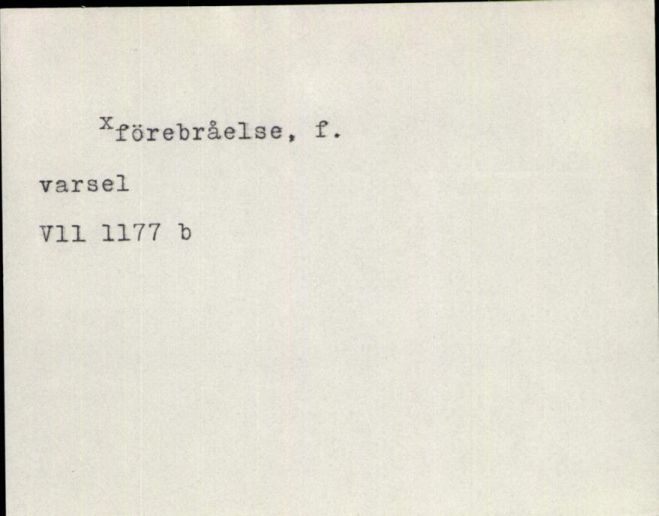 xförebråelse, f.
varsel
Vll 1177 b